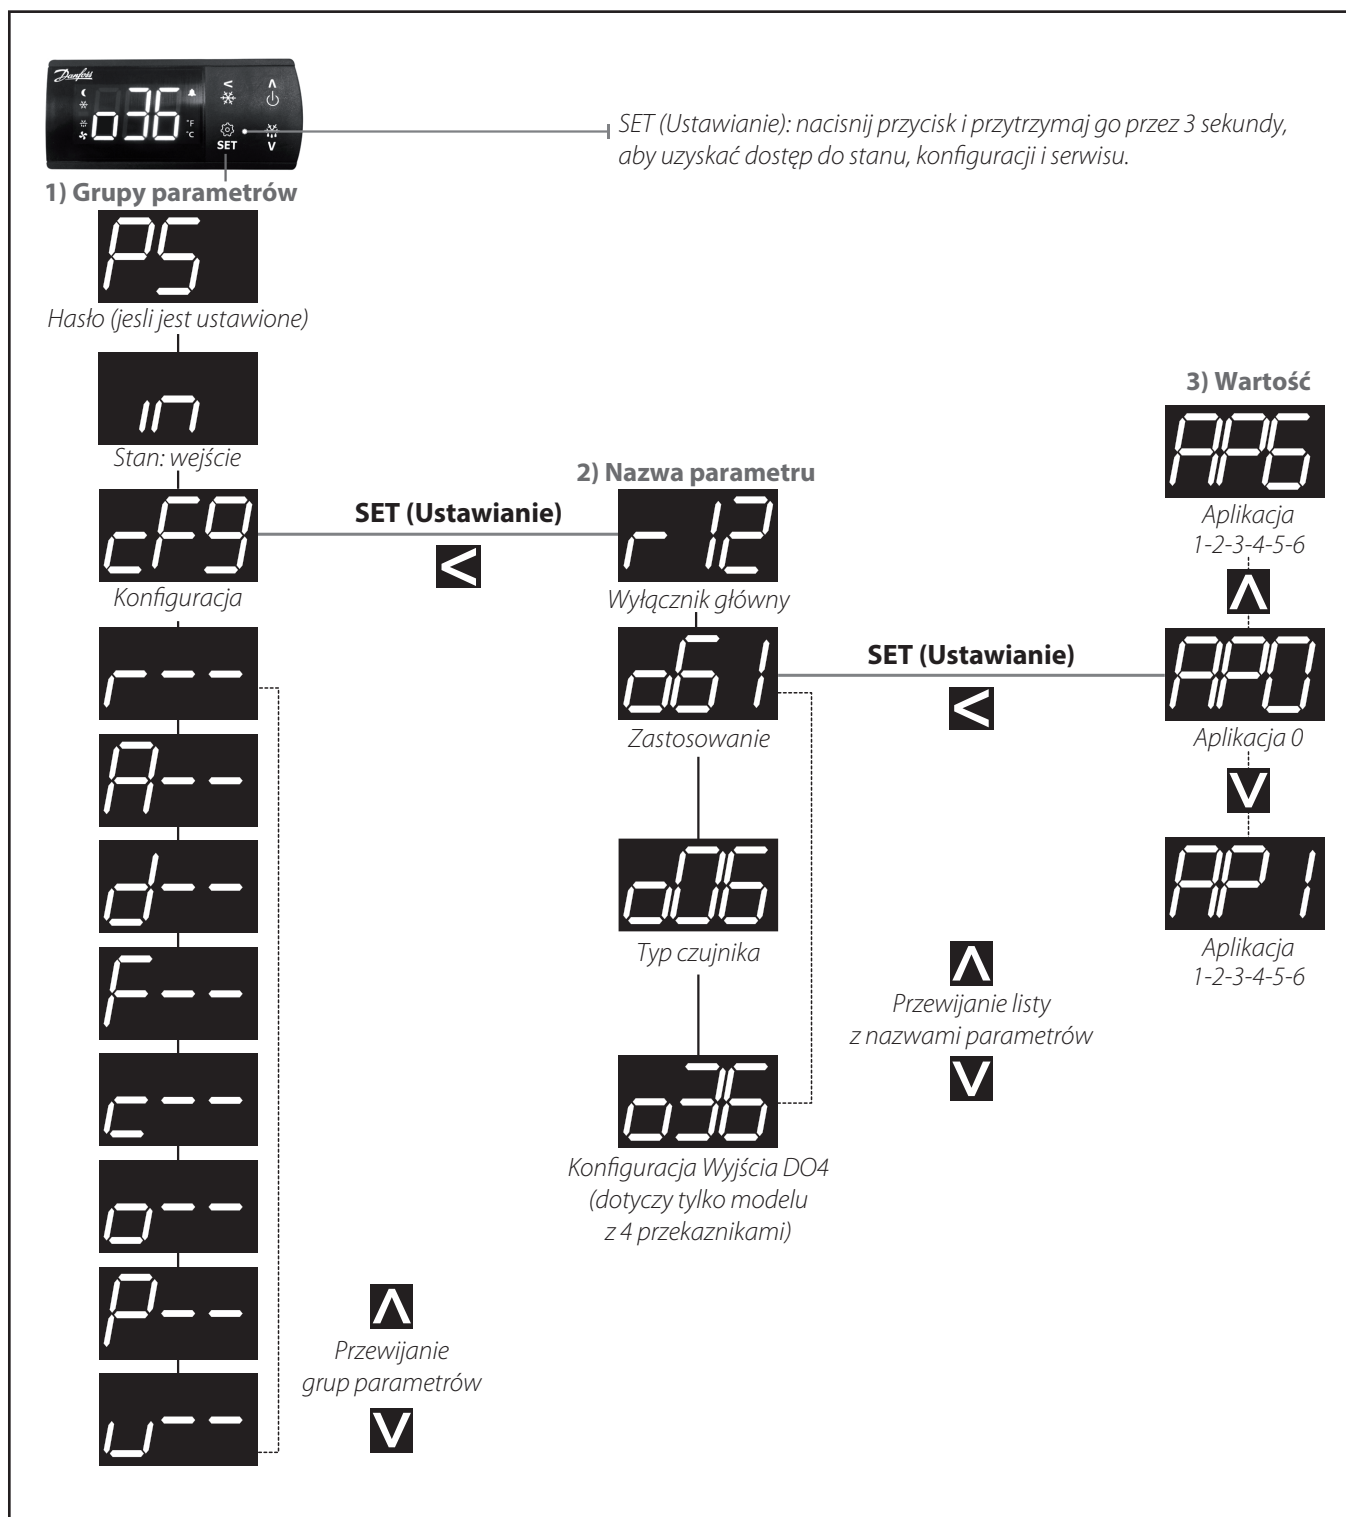 Danfoss
o36
°F
°C
SET
SET (Ustawianie): nacisnij przycisk i przytrzymaj go przez 3 sekundy,
aby uzyskać dostęp do stanu, konfiguracji i serwisu.
1) Grupy parametrów
PS
Hasło (jesli jest ustawione)
in
Stan: wejście
cFg
Konfiguracja
r--
A--
d--
F--
c--
o--
P--
u--
Przewijanie
grup parametrów
SET (Ustawianie)
<
2) Nazwa parametru
r12
Wyłącznik główny
o61
Zastosowanie
o06
Typ czujnika
o36
Konfiguracja Wyjścia DO4
(dotyczy tylko modelu
z 4 przekaznikami)
Przewijanie listy
z nazwami parametrów
SET (Ustawianie)
<
3) Wartość
AP6
Aplikacja
1-2-3-4-5-6
AP0
Aplikacja 0
AP1
Aplikacja
1-2-3-4-5-6